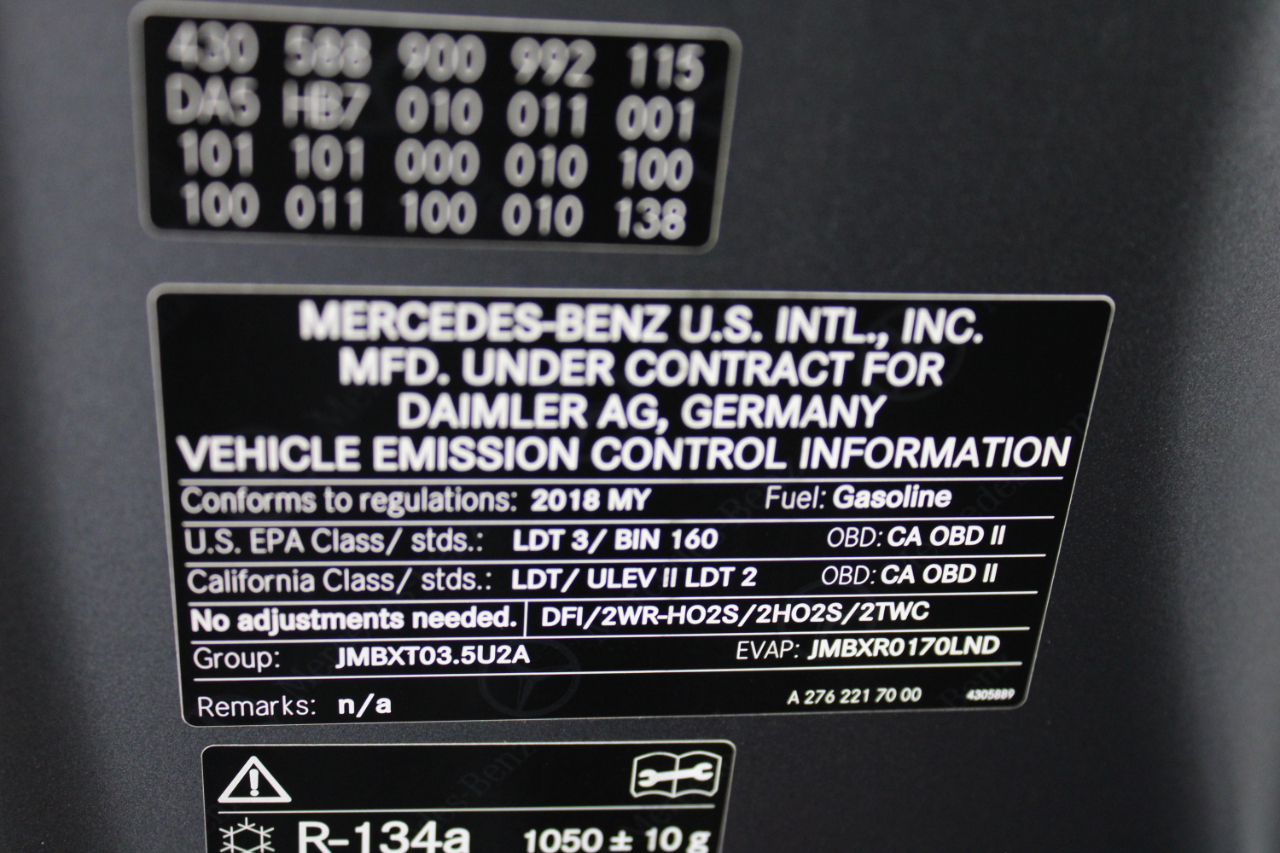 430 588 900 992 115
DA5 HB7 010 011 001
101 101 000 010 100
100 011 100 010 138
MERCEDES-BENZ U.S. INTL., INC.
MFD. UNDER CONTRACT FOR
DAIMLER AG, GERMANY
VEHICLE EMISSION CONTROL INFORMATION
Conforms to regulations: 2018 MY Fuel: Gasoline
U.S. EPA Class/ stds.: LDT 3/ BIN 160 OBD: CA OBD II
California Class/ stds.: LDT/ ULEV II LDT 2 OBD: CA OBD II
No adjustments needed. DFI/2WR-HO2S/2HO2S/2TWC
Group: JMBXT03.5U2A EVAP: JMBXR0170LND
Remarks: n/a A 276 221 70 00 4305889
R-134a 1050 ± 10 g